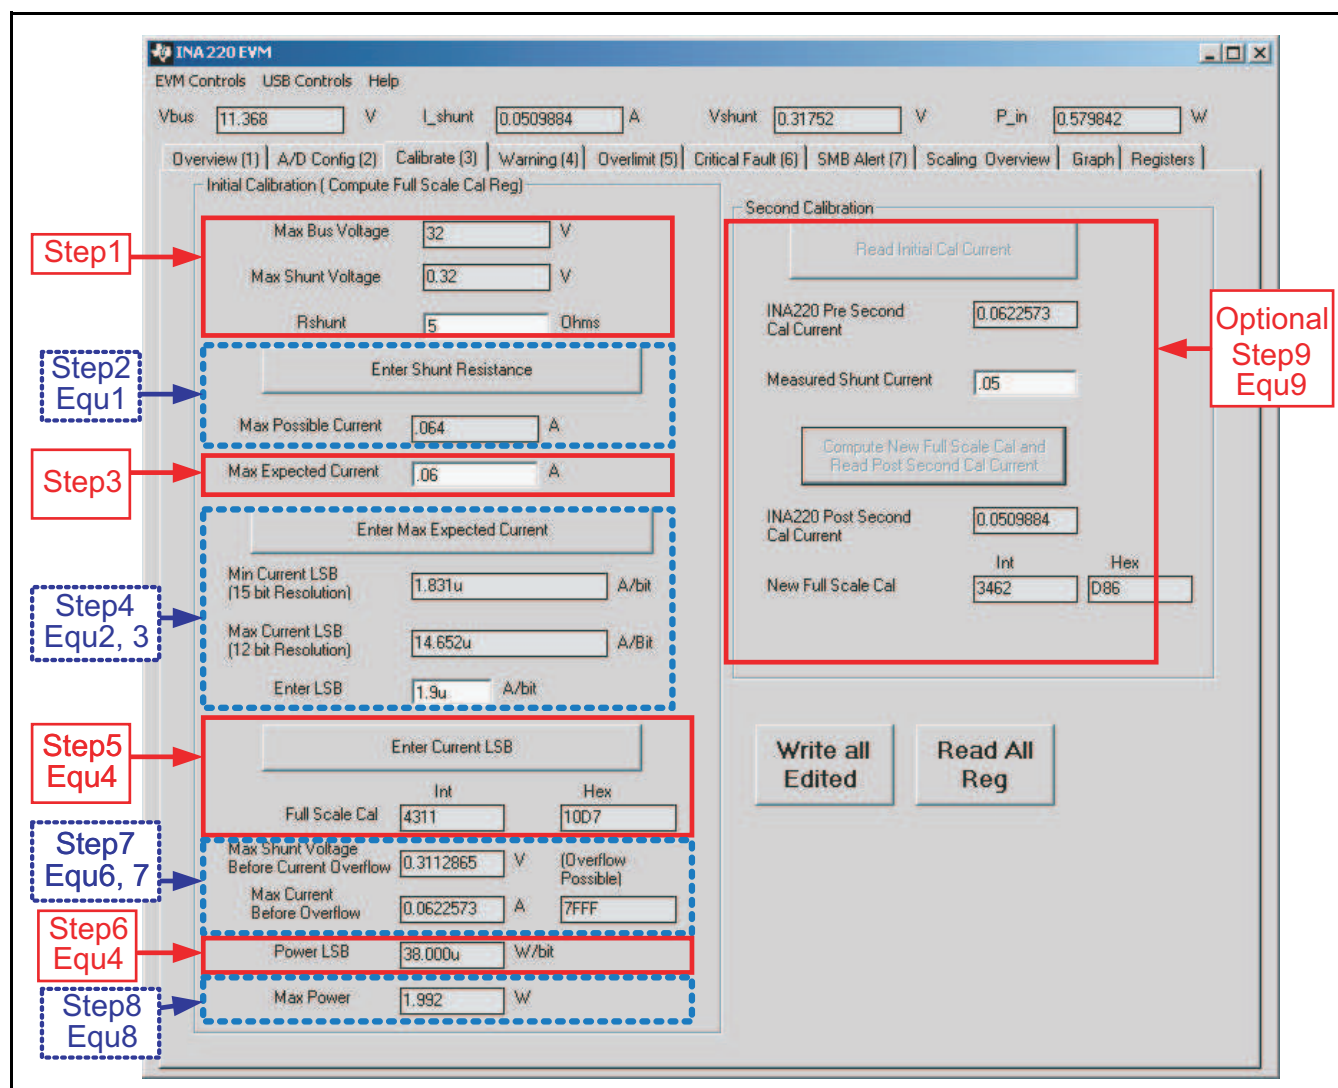 INA220 EVM
EVM Controls USB Controls Help
Vbus 11.368 V I_shunt 0.0509884 A Vshunt 0.31752 V P_in 0.579842 W
Overview (1) A/D Config (2) Calibrate (3) Warning (4) Overlimit (5) Critical Fault (6) SMB Alert (7) Scaling Overview Graph Registers
Initial Calibration ( Compute Full Scale Cal Reg)
Step1
Max Bus Voltage 32 V
Max Shunt Voltage 0.32 V
Rshunt 5 Ohms
Step2
Equ1
Enter Shunt Resistance
Max Possible Current .064 A
Step3
Max Expected Current .06 A
Enter Max Expected Current
Step4
Equ2, 3
Min Current LSB
(15 bit Resolution) 1.831u A/bit
Max Current LSB
(12 bit Resolution) 14.652u A/Bit
Enter LSB 1.9u A/bit
Step5
Equ4
Enter Current LSB
Int Hex
Full Scale Cal 4311 10D7
Step7
Equ6, 7
Max Shunt Voltage
Before Current Overflow 0.3112865 V (Overflow
Possible)
Max Current
Before Overflow 0.0622573 A 7FFF
Step6
Equ4
Power LSB 38.000u W/bit
Step8
Equ8
Max Power 1.992 W
Second Calibration
Read Initial Cal Current
INA220 Pre Second
Cal Current 0.0622573
Measured Shunt Current .05
Compute New Full Scale Cal and
Read Post Second Cal Current
INA220 Post Second
Cal Current 0.0509884
Int Hex
New Full Scale Cal 3462 D86
Optional
Step9
Equ9
Write all
Edited
Read All
Reg